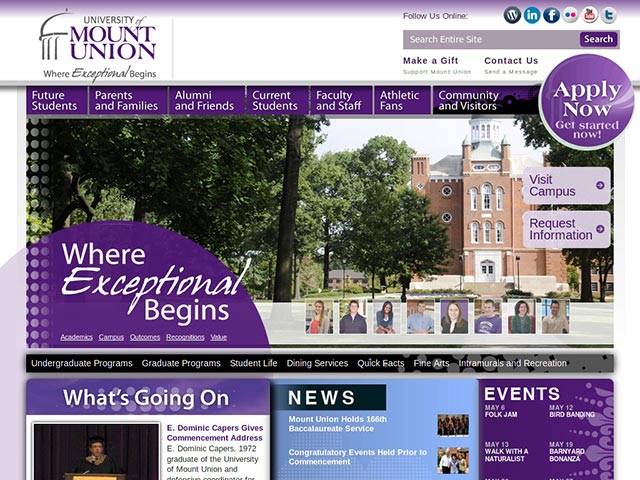 UNIVERSITY of
MOUNT
UNION
Where Exceptional Begins
Follow Us Online:
Search Entire Site
Search
Make a Gift
Support Mount Union
Contact Us
Send a Message
Apply
Now
Get started
now!
Future
Students
Parents
and Families
Alumni
and Friends
Current
Students
Faculty
and Staff
Athletic
Fans
Community
and Visitors
Visit
Campus
Request
Information
Where
Exceptional
Begins
Academics Campus Outcomes Recognitions Value
Undergraduate Programs Graduate Programs Student Life Dining Services Quick Facts Fine Arts Intramurals and Recreation
What's Going On
E. Dominic Capers Gives
Commencement Address
E. Dominic Capers, 1972
graduate of the University
of Mount Union and
defensive coordinator for
NEWS
Mount Union Holds 166th
Baccalaureate Service
Congratulatory Events Held Prior to
Commencement
EVENTS
MAY 6
FOLK JAM
MAY 12
BIRD BANDING
MAY 13
WALK WITH A
NATURALIST
MAY 19
BARNYARD
BONANZA